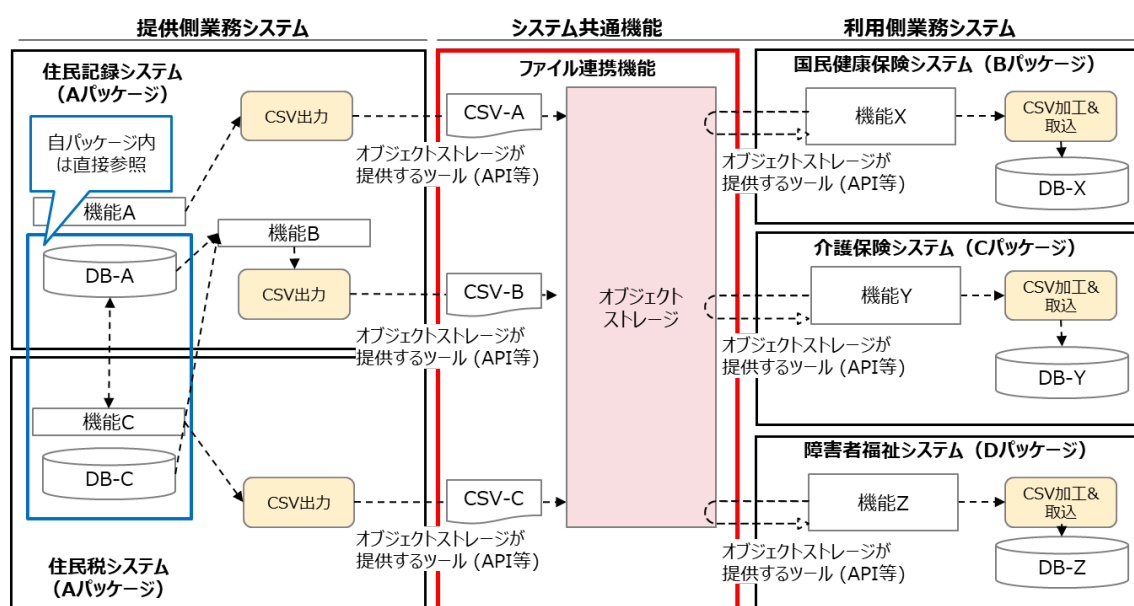 提供側業務システム
システム共通機能
利用側業務システム
住民記録システム
（Aパッケージ）
自パッケージ内
は直接参照
機能A
DB-A
CSV出力
機能B
CSV出力
機能C
DB-C
CSV出力
住民税システム
（Aパッケージ）
ファイル連携機能
CSV-A
オブジェクトストレージが
提供するツール (API等)
CSV-B
オブジェクトストレージが
提供するツール (API等)
CSV-C
オブジェクトストレージが
提供するツール (API等)
オブジェクト
ストレージ
国民健康保険システム（Bパッケージ）
機能X
CSV加工&
取込
DB-X
オブジェクトストレージが
提供するツール (API等)
介護保険システム（Cパッケージ）
機能Y
CSV加工&
取込
DB-Y
オブジェクトストレージが
提供するツール (API等)
障害者福祉システム（Dパッケージ）
機能Z
CSV加工&
取込
DB-Z
オブジェクトストレージが
提供するツール (API等)